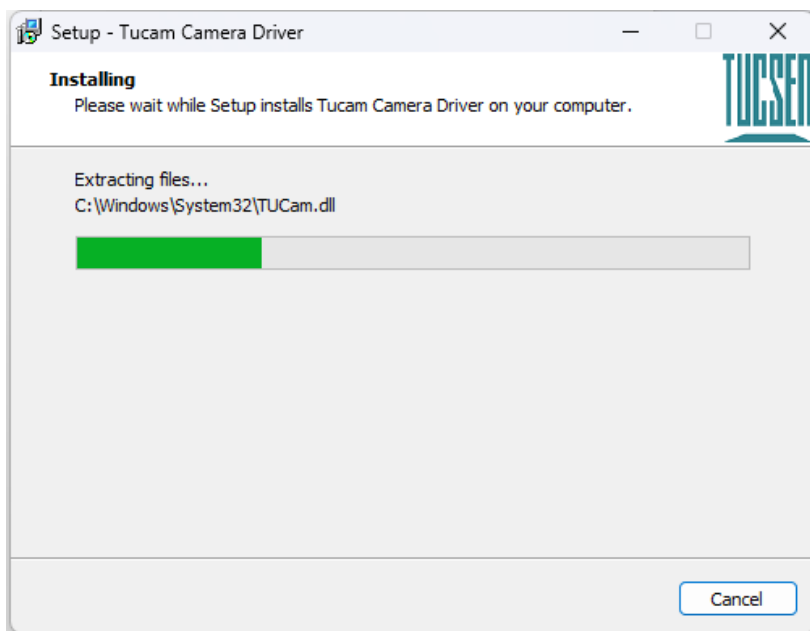 Setup - Tucam Camera Driver
Installing
Please wait while Setup installs Tucam Camera Driver on your computer.
TUCSEN
Extracting files...
C:\Windows\System32\TUCam.dll
Cancel